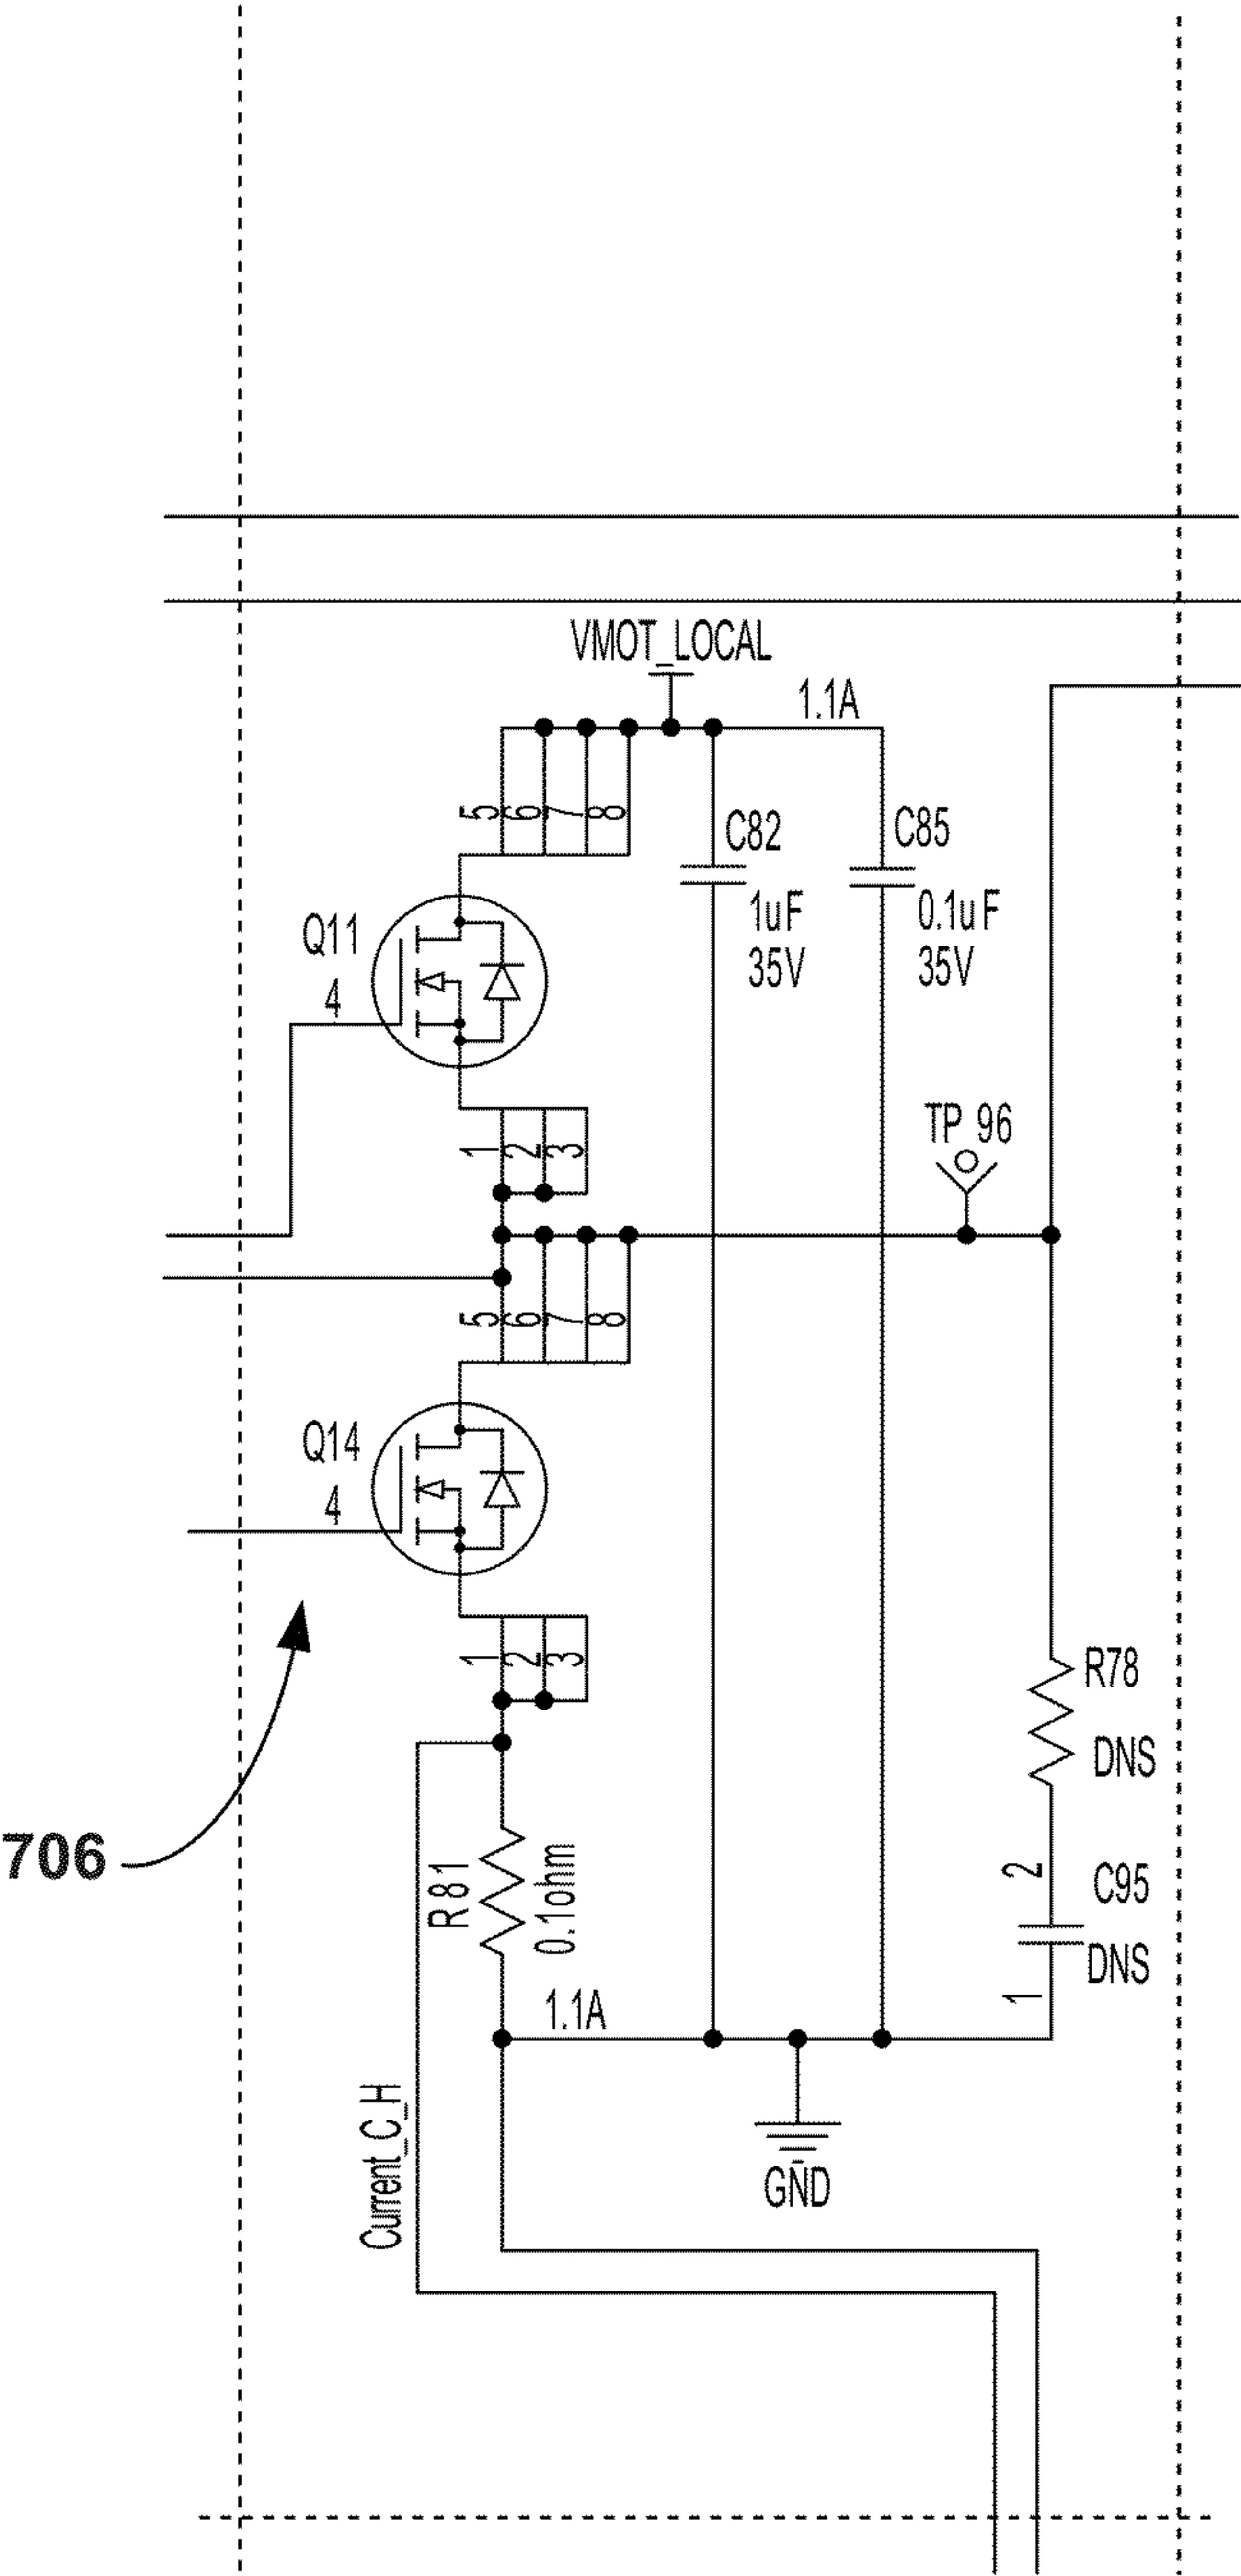 VMOT_LOCAL
1.1A
5
6
7
8
C82
1uF
35V
C85
0.1uF
35V
Q11
4
1
2
3
TP 96
5
6
7
8
Q14
4
1
2
3
R78
DNS
706
R81
0.1ohm
2
C95
DNS
1
1.1A
Current_C_H
GND